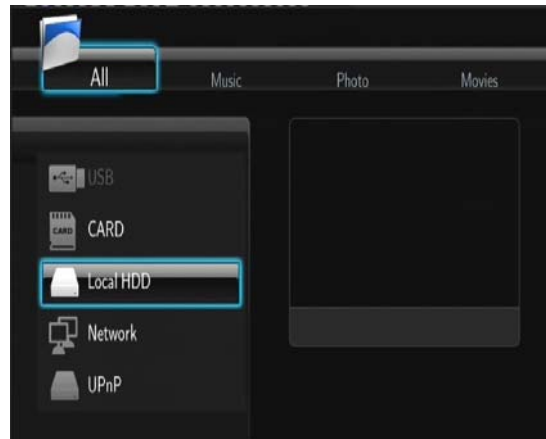 All Music Photo Movies
USB
CARD
CARD
Local HDD
Network
UPnP